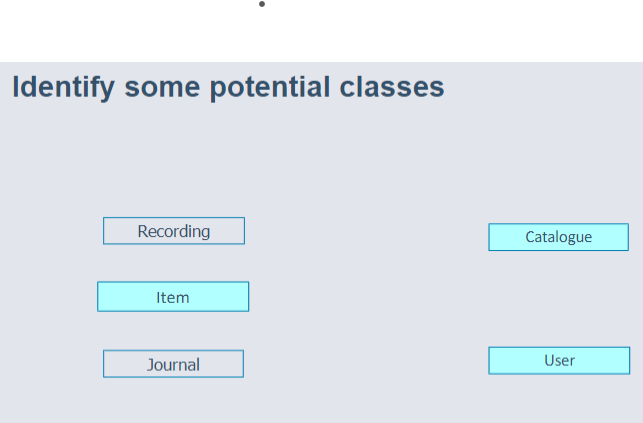 Identify some potential classes
Recording
Catalogue
Item
Journal
User